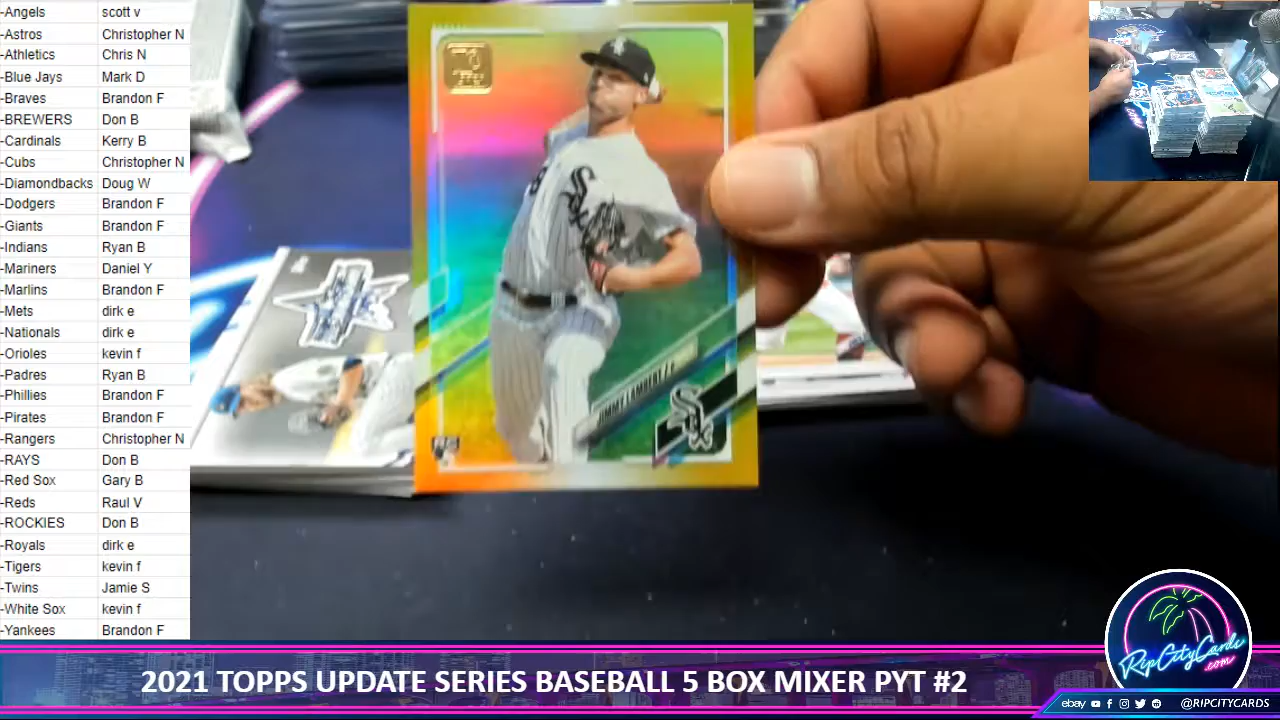 -Angels scott v
-Astros Christopher N
-Athletics Chris N
-Blue Jays Mark D
-Braves Brandon F
-BREWERS Don B
-Cardinals Kerry B
-Cubs Christopher N
-Diamondbacks Doug W
-Dodgers Brandon F
-Giants Brandon F
-Indians Ryan B
-Mariners Daniel Y
-Marlins Brandon F
-Mets dirk e
-Nationals dirk e
-Orioles kevin f
-Padres Ryan B
-Phillies Brandon F
-Pirates Brandon F
-Rangers Christopher N
-RAYS Don B
-Red Sox Gary B
-Reds Raul V
-ROCKIES Don B
-Royals dirk e
-Tigers kevin f
-Twins Jamie S
-White Sox kevin f
-Yankees Brandon F
Sox
JIMMY LAMBERT / P
Sox
RipCityCards
.com
2021 TOPPS UPDATE SERIES BASEBALL 5 BOX MIXER PYT #2
ebay @RIPCITYCARDS